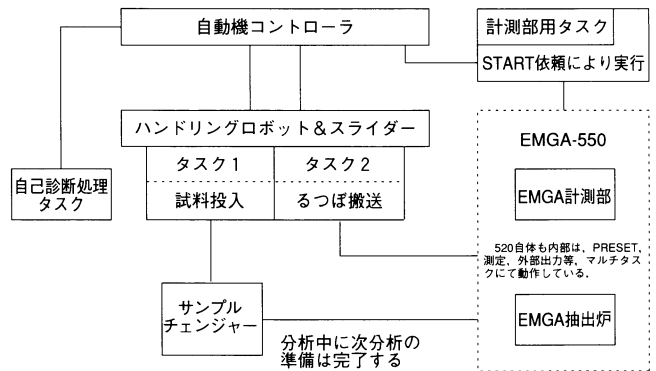 自動機コントローラ
計測部用タスク
START依頼により実行
ハンドリングロボット＆スライダー
タスク1
タスク2
試料投入
るつぼ搬送
自己診断処理
タスク
EMGA-550
EMGA計測部
520自体も内部は，PRESET，
測定，外部出力等，マルチタス
クにて動作している．
サンプル
チェンジャー
分析中に次分析の
準備は完了する
EMGA抽出炉